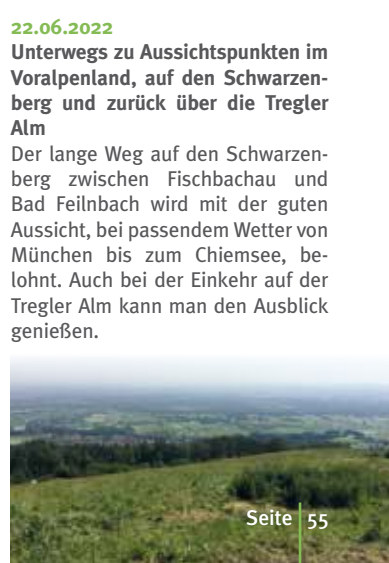 22.06.2022
Unterwegs zu Aussichtspunkten im
Voralpenland, auf den Schwarzen-
berg und zurück über die Tregler
Alm
Der lange Weg auf den Schwarzen-
berg zwischen Fischbachau und
Bad Feilnbach wird mit der guten
Aussicht, bei passendem Wetter von
München bis zum Chiemsee, be-
lohnt. Auch bei der Einkehr auf der
Tregler Alm kann man den Ausblick
genießen.
Seite 55